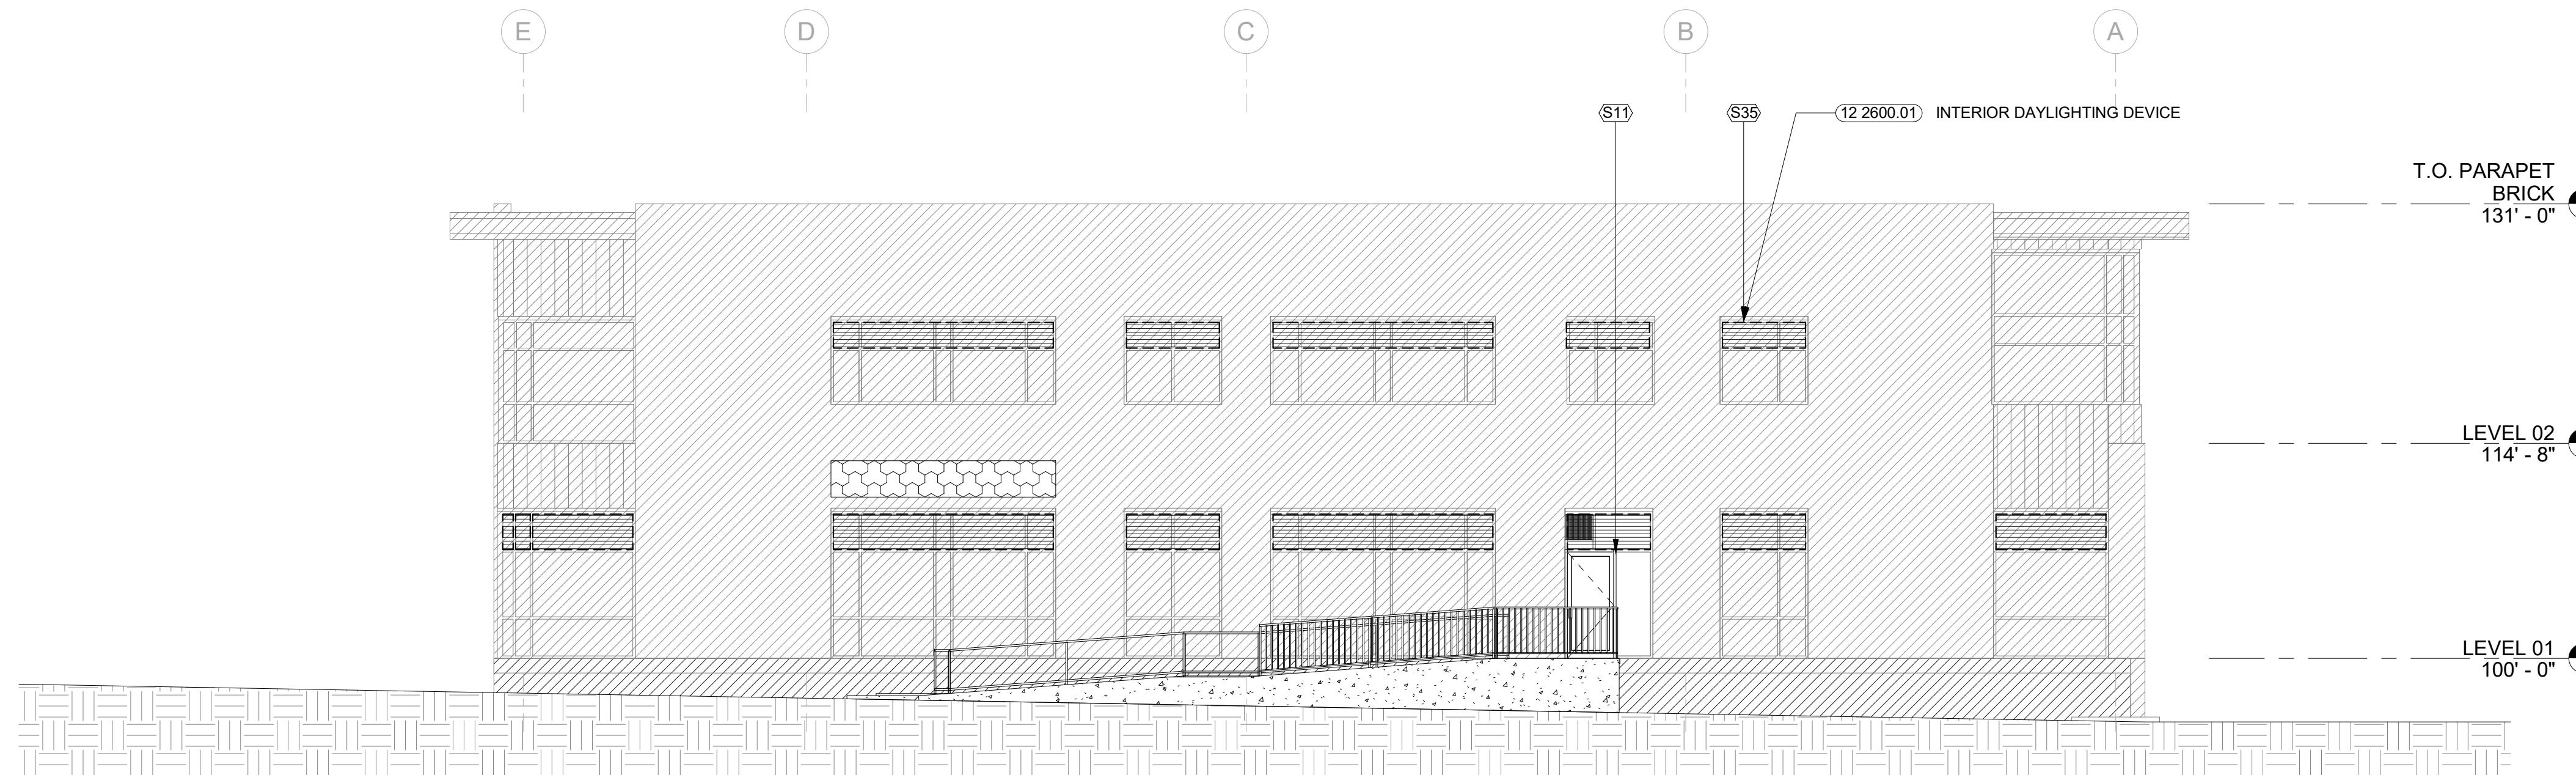 E
D
C
B
A
S11
S35
12 2600.01 INTERIOR DAYLIGHTING DEVICE
T.O. PARAPET
BRICK
131' - 0"
LEVEL 02
114' - 8"
LEVEL 01
100' - 0"